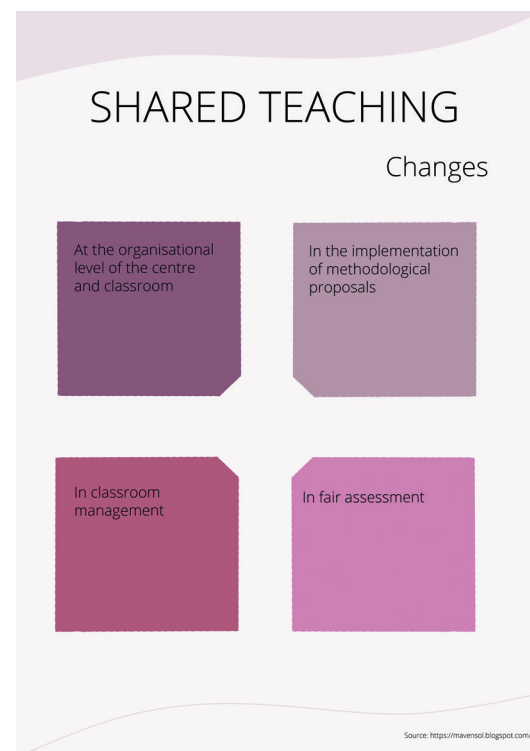 SHARED TEACHING
Changes
At the organisational
level of the centre
and classroom
In the implementation
of methodological
proposals
In classroom
management
In fair assessment
Source: https://mavensol.blogspot.com/